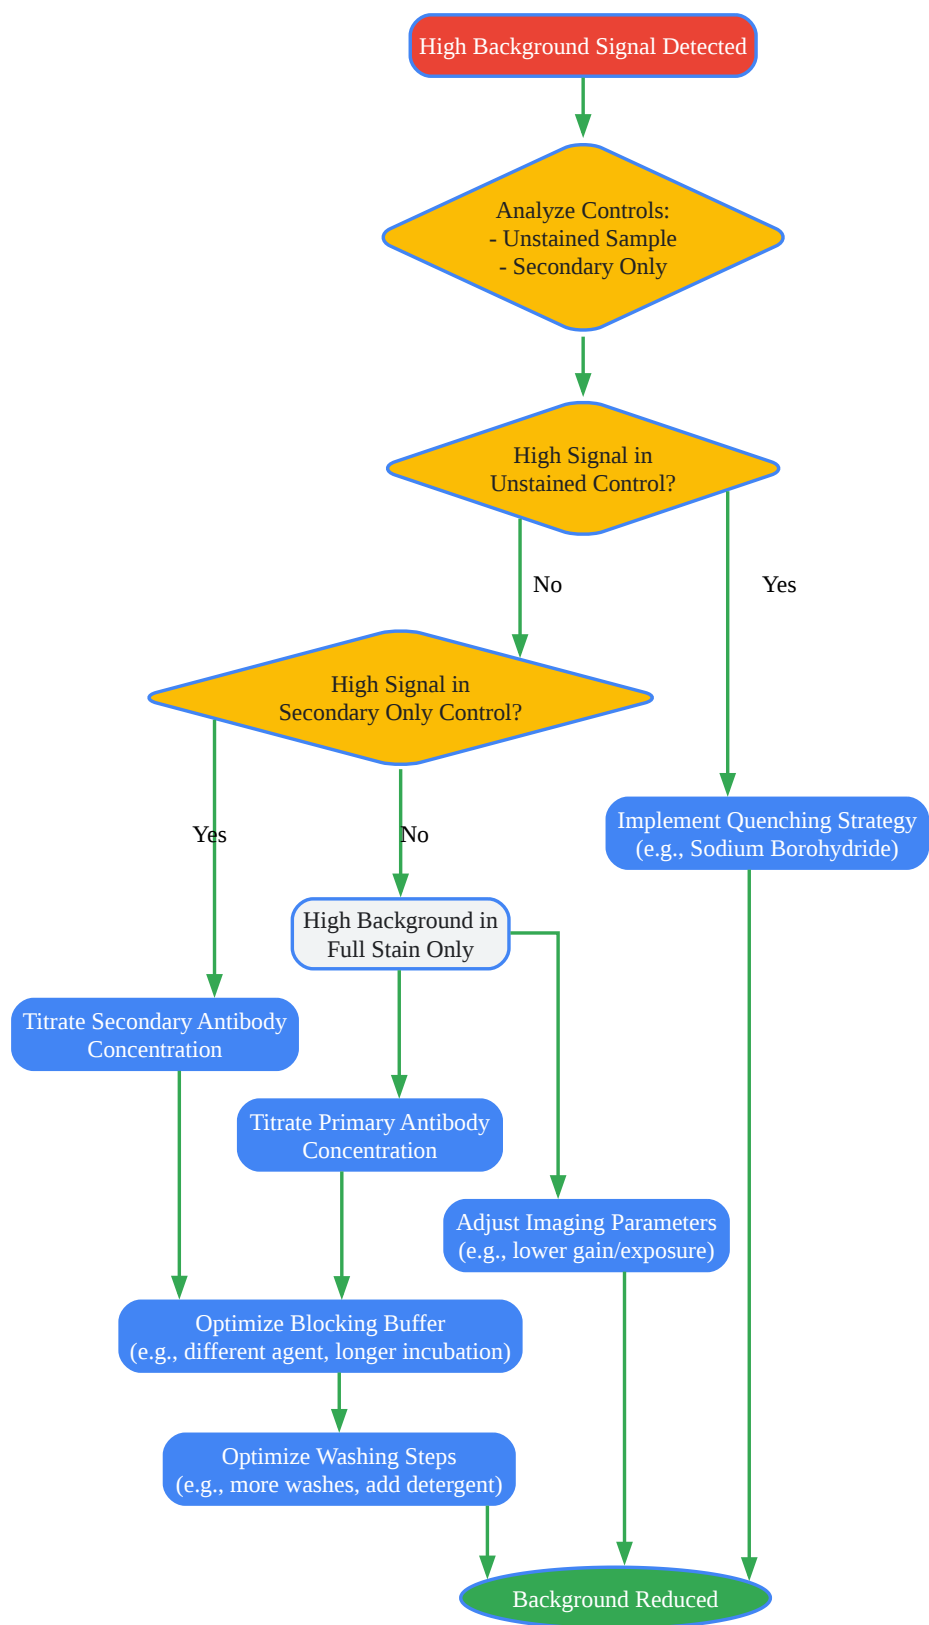 High Background Signal Detected
Analyze Controls:
- Unstained Sample
- Secondary Only
High Signal in
Unstained Control?
No
Yes
High Signal in
Secondary Only Control?
Yes
No
Implement Quenching Strategy
(e.g., Sodium Borohydride)
High Background in
Full Stain Only
Titrate Secondary Antibody
Concentration
Titrate Primary Antibody
Concentration
Adjust Imaging Parameters
(e.g., lower gain/exposure)
Optimize Blocking Buffer
(e.g., different agent, longer incubation)
Optimize Washing Steps
(e.g., more washes, add detergent)
Background Reduced